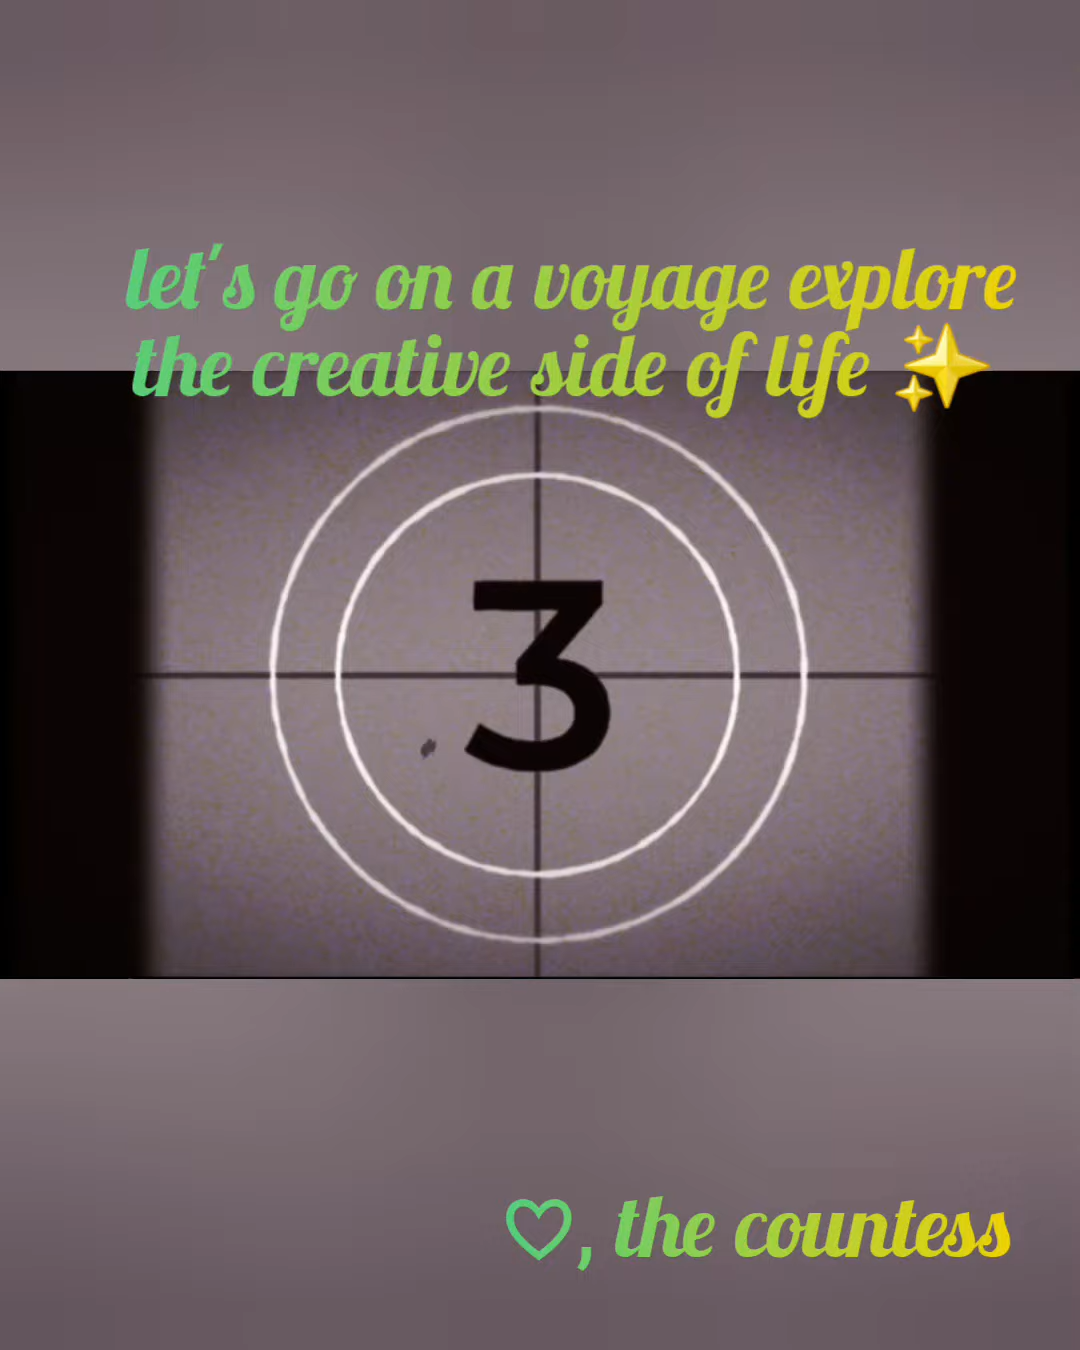 let's go on a voyage explore
the creative side of life ✨
3
♡, the countess